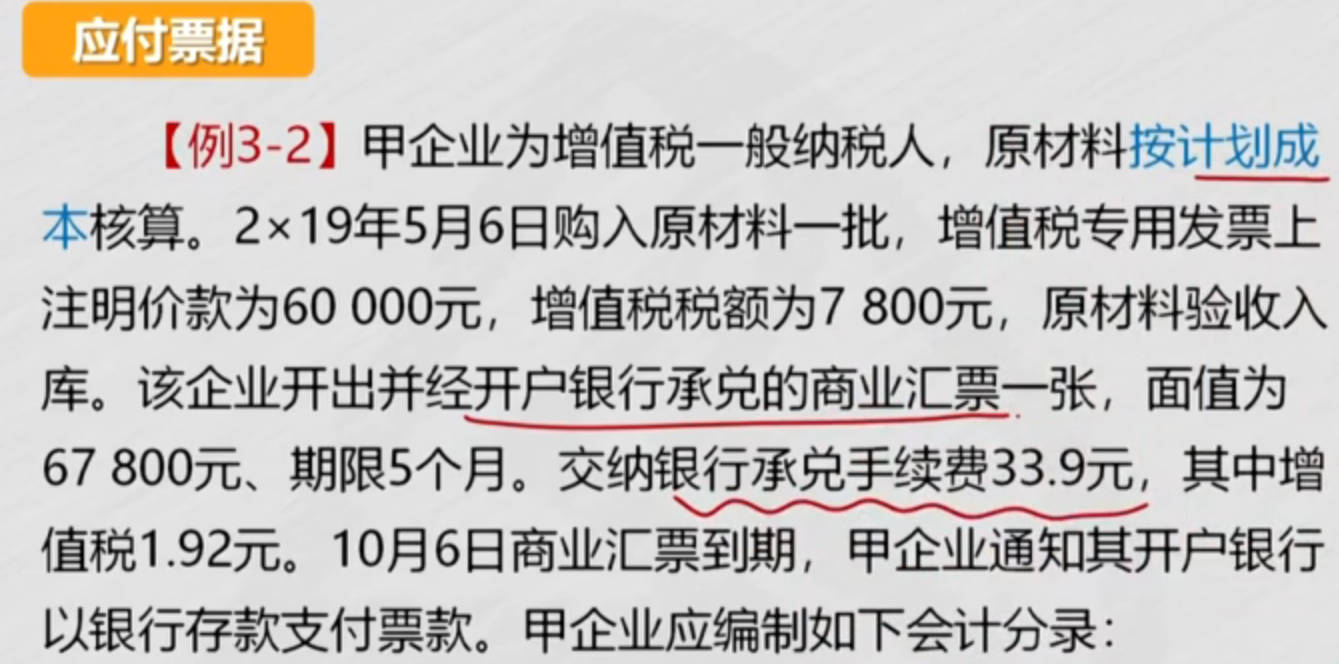 应付票据
【例3-2】甲企业为增值税一般纳税人，原材料按计划成
本核算。2×19年5月6日购入原材料一批，增值税专用发票上
注明价款为60 000元，增值税税额为7 800元，原材料验收入
库。该企业开出并经开户银行承兑的商业汇票一张，面值为
67 800元、期限5个月。交纳银行承兑手续费33.9元，其中增
值税1.92元。10月6日商业汇票到期，甲企业通知其开户银行
以银行存款支付票款。甲企业应编制如下会计分录：